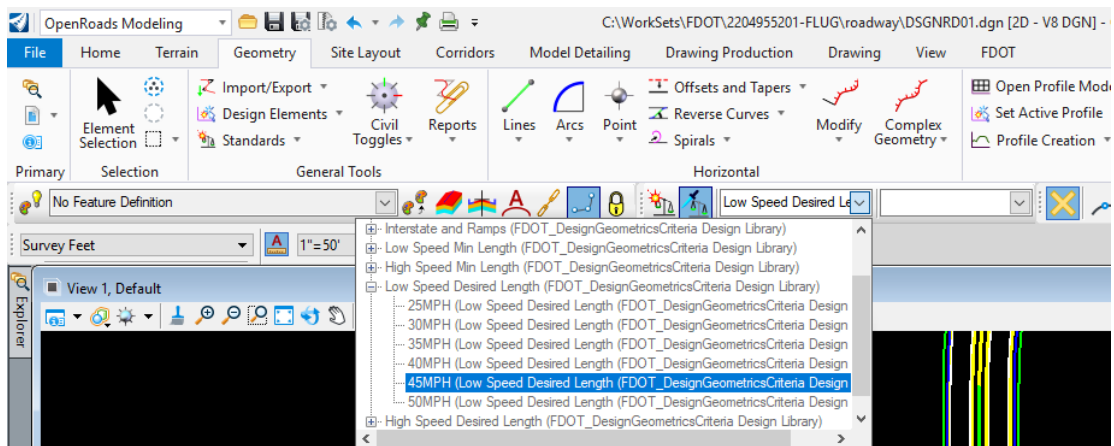 OpenRoads Modeling C:\WorkSets\FDOT\2204955201-FLUG\roadway\DSGNRD01.dgn [2D - V8 DGN] -
File Home Terrain Geometry Site Layout Corridors Model Detailing Drawing Production Drawing View FDOT
Import/Export Offsets and Tapers Open Profile Mode
Design Elements Reverse Curves Set Active Profile
Element Selection Standards Civil Toggles Reports Lines Arcs Point Spirals Modify Complex Geometry Profile Creation
Primary Selection General Tools Horizontal
No Feature Definition Low Speed Desired Le
Survey Feet A 1"=50'
Interstate and Ramps (FDOT_DesignGeometricsCriteria Design Library)
Low Speed Min Length (FDOT_DesignGeometricsCriteria Design Library)
High Speed Min Length (FDOT_DesignGeometricsCriteria Design Library)
Low Speed Desired Length (FDOT_DesignGeometricsCriteria Design Library)
25MPH (Low Speed Desired Length (FDOT_DesignGeometricsCriteria Design
30MPH (Low Speed Desired Length (FDOT_DesignGeometricsCriteria Design
35MPH (Low Speed Desired Length (FDOT_DesignGeometricsCriteria Design
40MPH (Low Speed Desired Length (FDOT_DesignGeometricsCriteria Design
45MPH (Low Speed Desired Length (FDOT_DesignGeometricsCriteria Design
50MPH (Low Speed Desired Length (FDOT_DesignGeometricsCriteria Design
High Speed Desired Length (FDOT_DesignGeometricsCriteria Design Library)
View 1, Default
Explorer